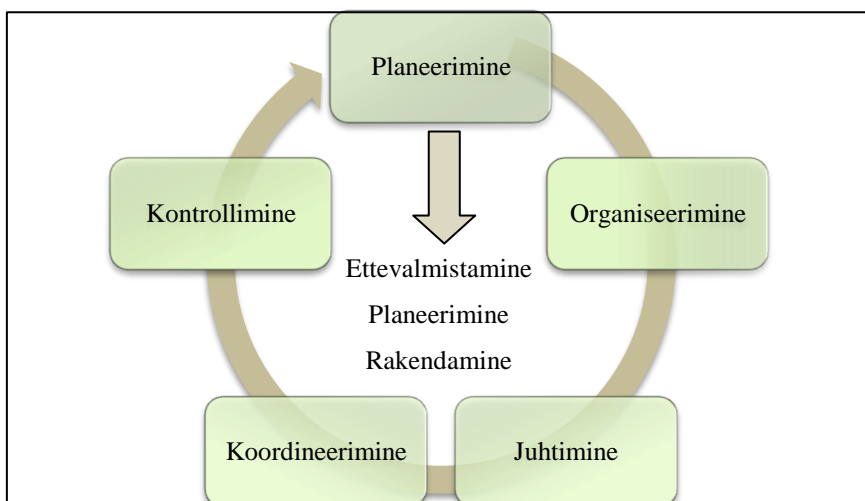 Planeerimine
Kontrollimine
Organiseerimine
Ettevalmistamine
Planeerimine
Rakendamine
Koordineerimine
Juhtimine